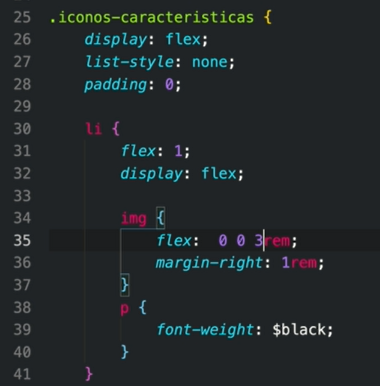 25 .iconos-caracteristicas {
26     display: flex;
27     list-style: none;
28     padding: 0;
29
30     li {
31         flex: 1;
32         display: flex;
33
34         img {
35             flex:  0 0 3rem;
36             margin-right: 1rem;
37         }
38         p {
39             font-weight: $black;
40         }
41     }